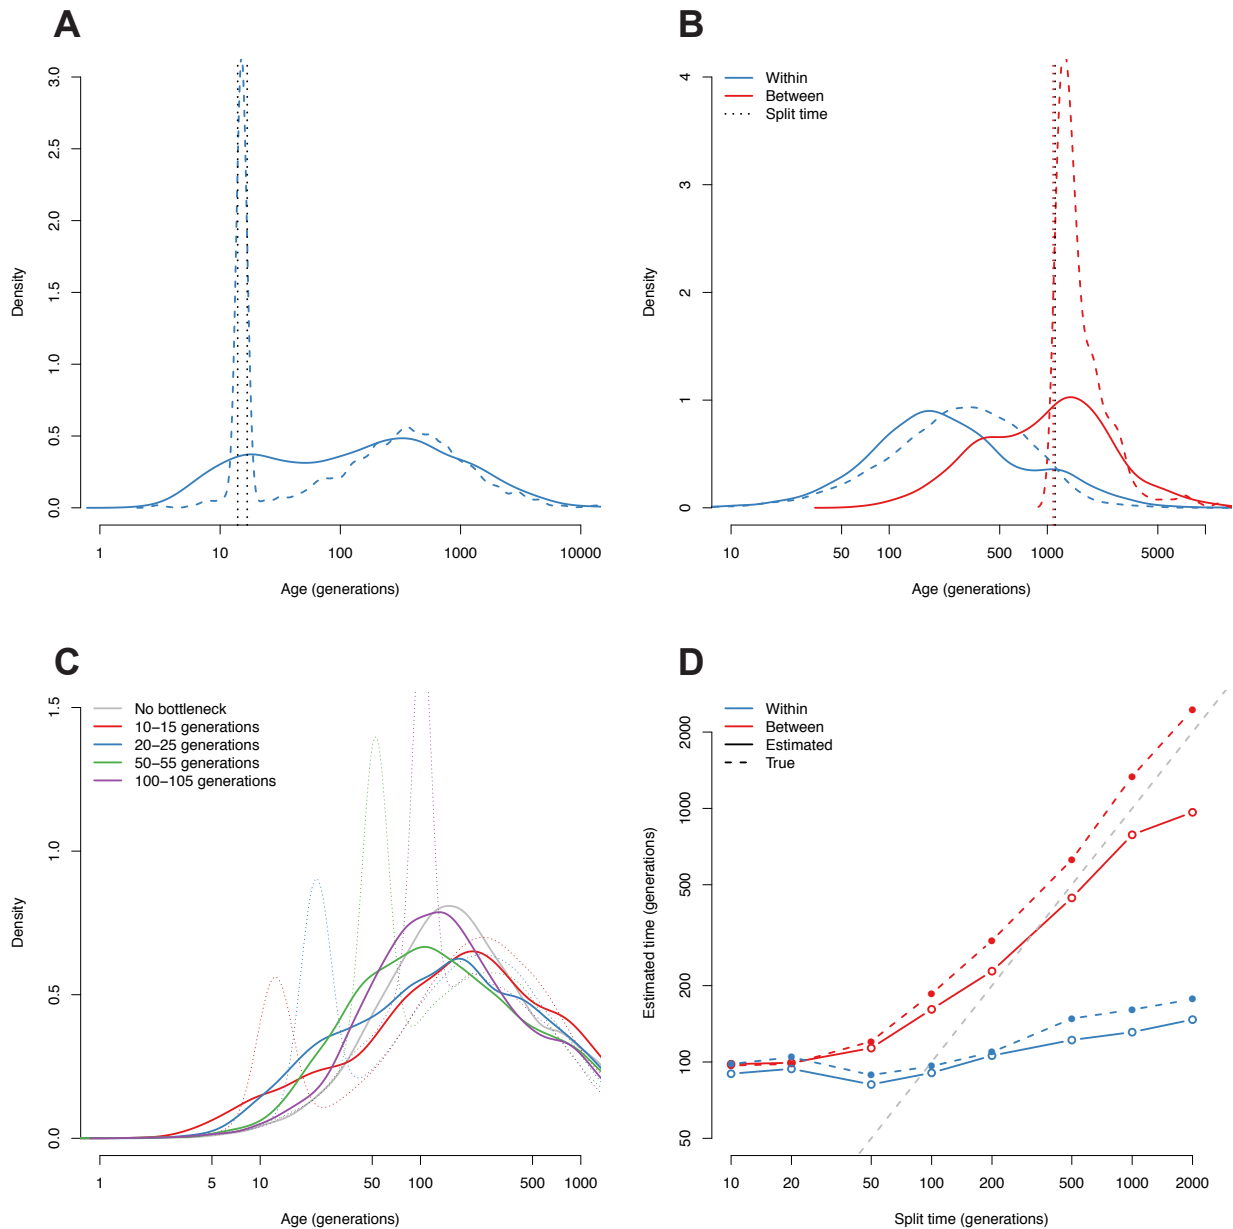 A
Density
3.0
2.5
2.0
1.5
1.0
0.5
0.0
1 10 100 1000 10000
Age (generations)
B
Within
Between
Split time
Density
4
3
2
1
0
10 50 100 500 1000 5000
Age (generations)
C
No bottleneck
10–15 generations
20–25 generations
50–55 generations
100–105 generations
Density
1.5
1.0
0.5
0.0
1 5 10 50 100 500 1000
Age (generations)
D
Within
Between
Estimated
True
Estimated time (generations)
2000
1000
500
200
100
50
10 20 50 100 200 500 1000 2000
Split time (generations)